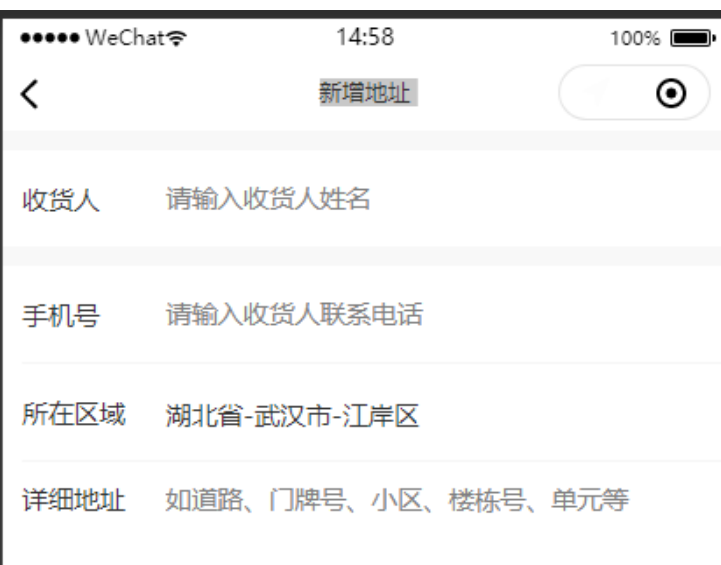 WeChat 14:58 100%
新增地址
收货人 请输入收货人姓名
手机号 请输入收货人联系电话
所在区域 湖北省-武汉市-江岸区
详细地址 如道路、门牌号、小区、楼栋号、单元等